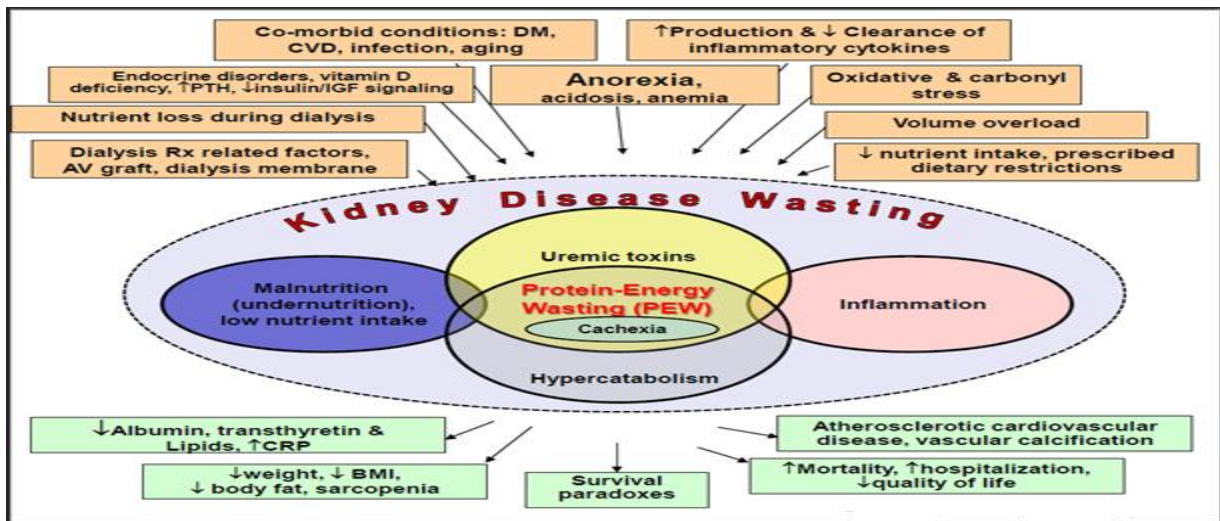 Co-morbid conditions: DM,
CVD, infection, aging
↑Production & ↓ Clearance of
inflammatory cytokines
Endocrine disorders, vitamin D
deficiency, ↑PTH, ↓insulin/IGF signaling
Anorexia,
acidosis, anemia
Oxidative & carbonyl
stress
Nutrient loss during dialysis
Volume overload
Dialysis Rx related factors,
AV graft, dialysis membrane
↓ nutrient intake, prescribed
dietary restrictions
Kidney Disease Wasting
Uremic toxins
Malnutrition
(undernutrition),
low nutrient intake
Protein-Energy
Wasting (PEW)
Cachexia
Inflammation
Hypercatabolism
↓Albumin, transthyretin &
Lipids, ↑CRP
Atherosclerotic cardiovascular
disease, vascular calcification
↓weight, ↓ BMI,
↓ body fat, sarcopenia
Survival
paradoxes
↑Mortality, ↑hospitalization,
↓quality of life